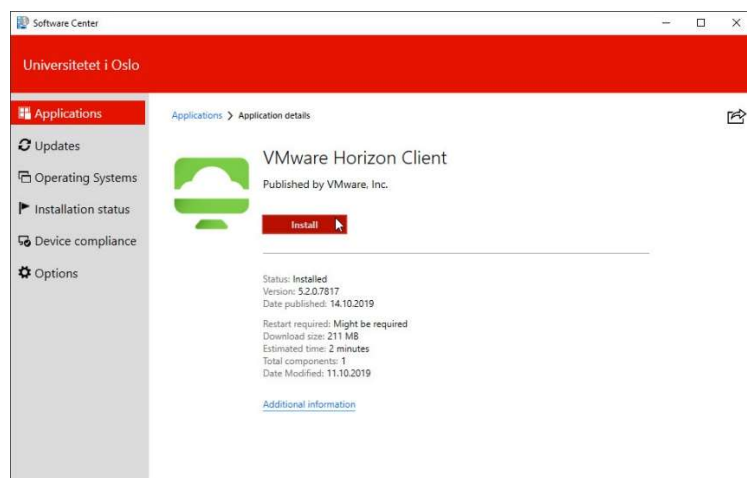 Software Center
Universitetet i Oslo
Applications
Updates
Operating Systems
Installation status
Device compliance
Options
Applications > Application details
VMware Horizon Client
Published by VMware, Inc.
Install
Status: Installed
Version: 5.2.0.7817
Date published: 14.10.2019
Restart required: Might be required
Download size: 211 MB
Estimated time: 2 minutes
Total components: 1
Date Modified: 11.10.2019
Additional information